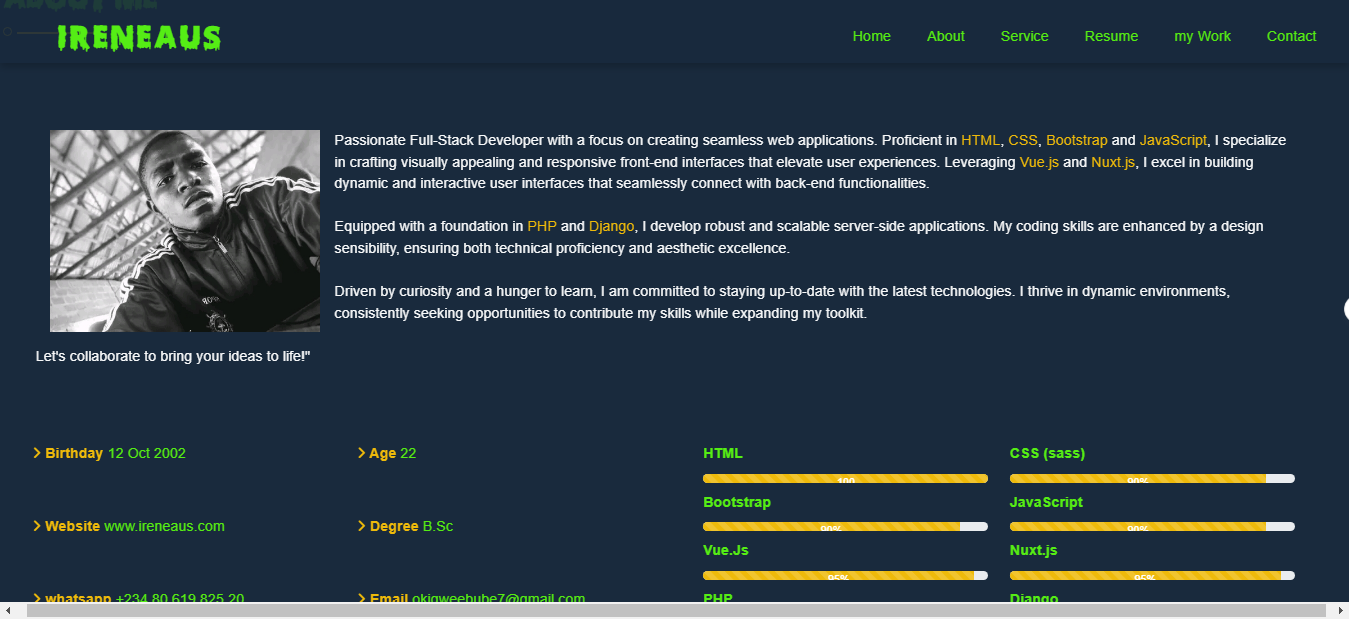 ABOUT ME
IRENEAUS
Home About Service Resume my Work Contact
Passionate Full-Stack Developer with a focus on creating seamless web applications. Proficient in HTML, CSS, Bootstrap and JavaScript, I specialize
in crafting visually appealing and responsive front-end interfaces that elevate user experiences. Leveraging Vue.js and Nuxt.js, I excel in building
dynamic and interactive user interfaces that seamlessly connect with back-end functionalities.
Equipped with a foundation in PHP and Django, I develop robust and scalable server-side applications. My coding skills are enhanced by a design
sensibility, ensuring both technical proficiency and aesthetic excellence.
Driven by curiosity and a hunger to learn, I am committed to staying up-to-date with the latest technologies. I thrive in dynamic environments,
consistently seeking opportunities to contribute my skills while expanding my toolkit.
Let's collaborate to bring your ideas to life!"
Birthday 12 Oct 2002
Age 22
Website www.ireneaus.com
Degree B.Sc
whatsapp +234 80 619 825 20
Email okigweebube7@gmail.com
HTML
100
CSS (sass)
90%
Bootstrap
90%
JavaScript
90%
Vue.Js
95%
Nuxt.js
95%
PHP
Django